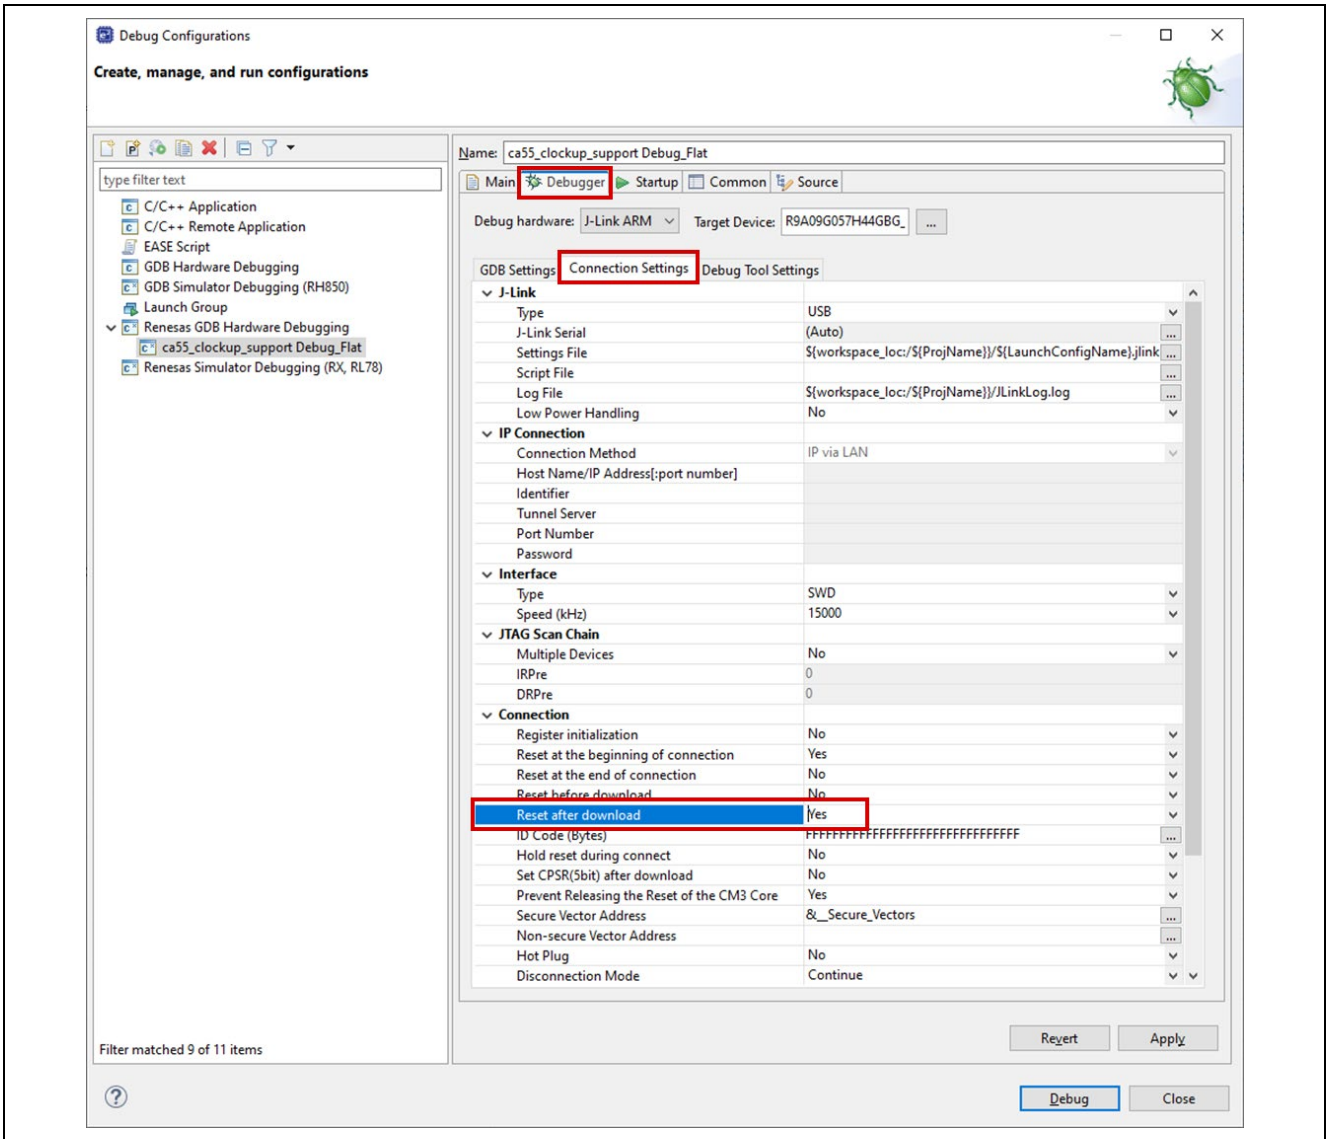 Debug Configurations
Create, manage, and run configurations
type filter text
C/C++ Application
C/C++ Remote Application
EASE Script
GDB Hardware Debugging
GDB Simulator Debugging (RH850)
Launch Group
Renesas GDB Hardware Debugging
ca55_clockup_support Debug_Flat
Renesas Simulator Debugging (RX, RL78)
Filter matched 9 of 11 items
Name: ca55_clockup_support Debug_Flat
Main Debugger Startup Common Source
Debug hardware: J-Link ARM Target Device: R9A09G057H44GBG_ ...
GDB Settings Connection Settings Debug Tool Settings
J-Link
Type USB
J-Link Serial (Auto) ...
Settings File ${workspace_loc:/${ProjName}}/${LaunchConfigName}.jlink ...
Script File ...
Log File ${workspace_loc:/${ProjName}}/JLinkLog.log ...
Low Power Handling No
IP Connection
Connection Method IP via LAN
Host Name/IP Address[:port number]
Identifier
Tunnel Server
Port Number
Password
Interface
Type SWD
Speed (kHz) 15000
JTAG Scan Chain
Multiple Devices No
IRPre 0
DRPre 0
Connection
Register initialization No
Reset at the beginning of connection Yes
Reset at the end of connection No
Reset before download No
Reset after download Yes
ID Code (Bytes) FFFFFFFFFFFFFFFFFFFFFFFFFFFFFFFF ...
Hold reset during connect No
Set CPSR(5bit) after download No
Prevent Releasing the Reset of the CM3 Core Yes
Secure Vector Address &__Secure_Vectors ...
Non-secure Vector Address ...
Hot Plug No
Disconnection Mode Continue
Revert Apply
Debug Close